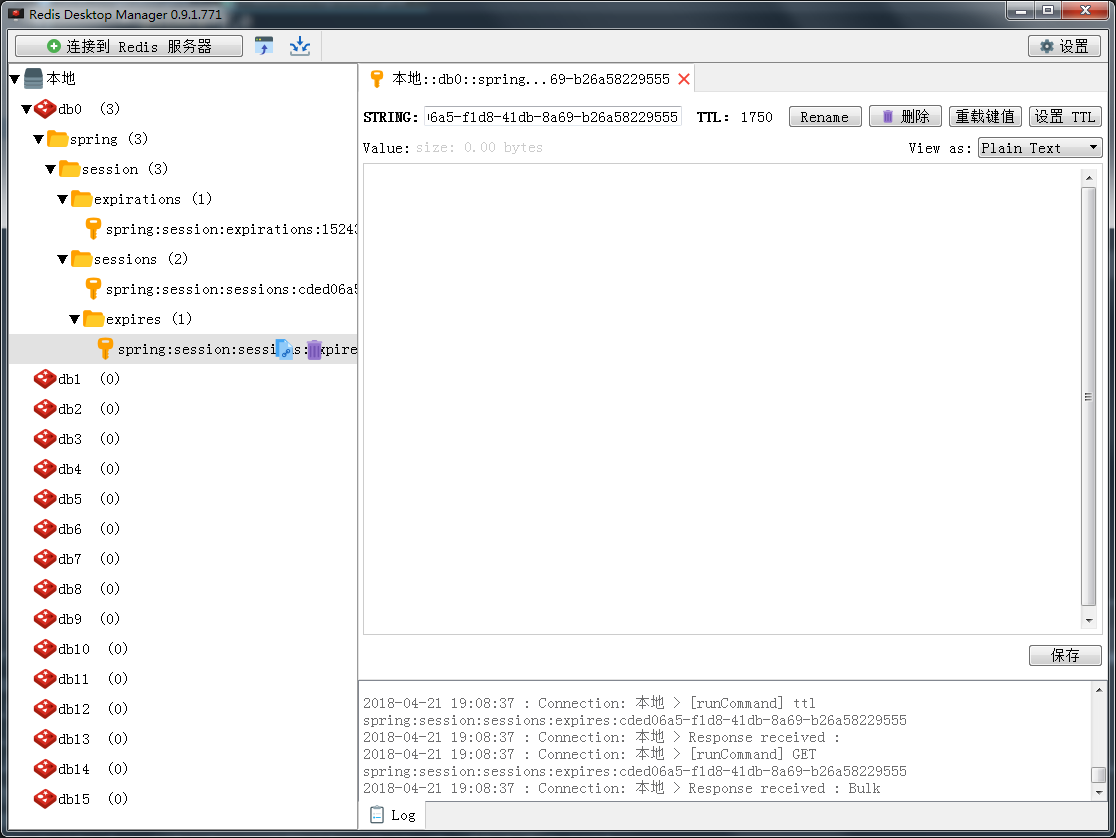 Redis Desktop Manager 0.9.1.771
连接到 Redis 服务器
设置
本地
db0 (3)
spring (3)
session (3)
expirations (1)
spring:session:expirations:15243
sessions (2)
spring:session:sessions:cded06a5
expires (1)
spring:session:sessi s: xpire
db1 (0)
db2 (0)
db3 (0)
db4 (0)
db5 (0)
db6 (0)
db7 (0)
db8 (0)
db9 (0)
db10 (0)
db11 (0)
db12 (0)
db13 (0)
db14 (0)
db15 (0)
本地::db0::spring...69-b26a58229555
STRING: 6a5-f1d8-41db-8a69-b26a58229555 TTL: 1750 Rename 删除 重载键值 设置 TTL
Value: size: 0.00 bytes View as: Plain Text
保存
2018-04-21 19:08:37 : Connection: 本地 > [runCommand] ttl
spring:session:sessions:expires:cded06a5-f1d8-41db-8a69-b26a58229555
2018-04-21 19:08:37 : Connection: 本地 > Response received :
2018-04-21 19:08:37 : Connection: 本地 > [runCommand] GET
spring:session:sessions:expires:cded06a5-f1d8-41db-8a69-b26a58229555
2018-04-21 19:08:37 : Connection: 本地 > Response received : Bulk
Log